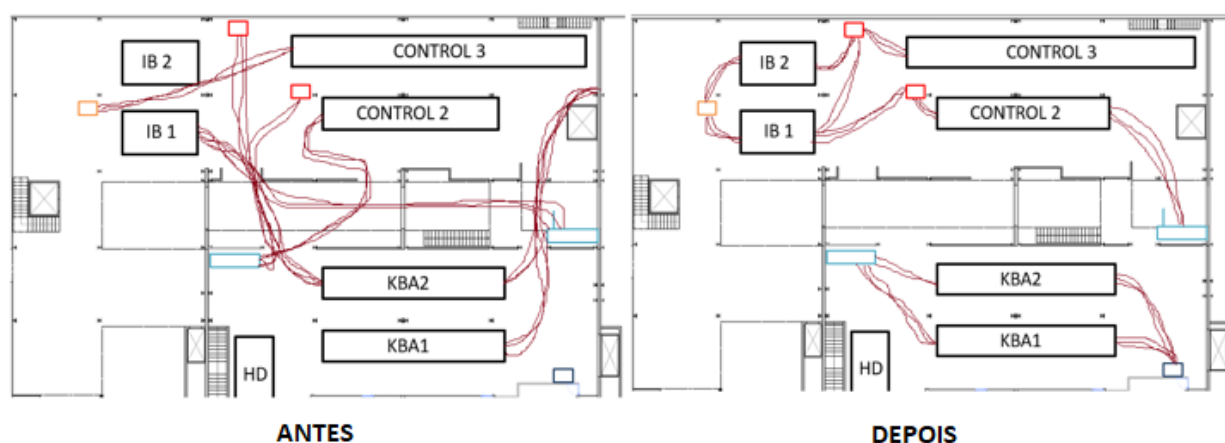 CONTROL 3
IB 2
CONTROL 2
IB 1
KBA2
KBA1
HD
ANTES
CONTROL 3
IB 2
CONTROL 2
IB 1
KBA2
KBA1
HD
DEPOIS